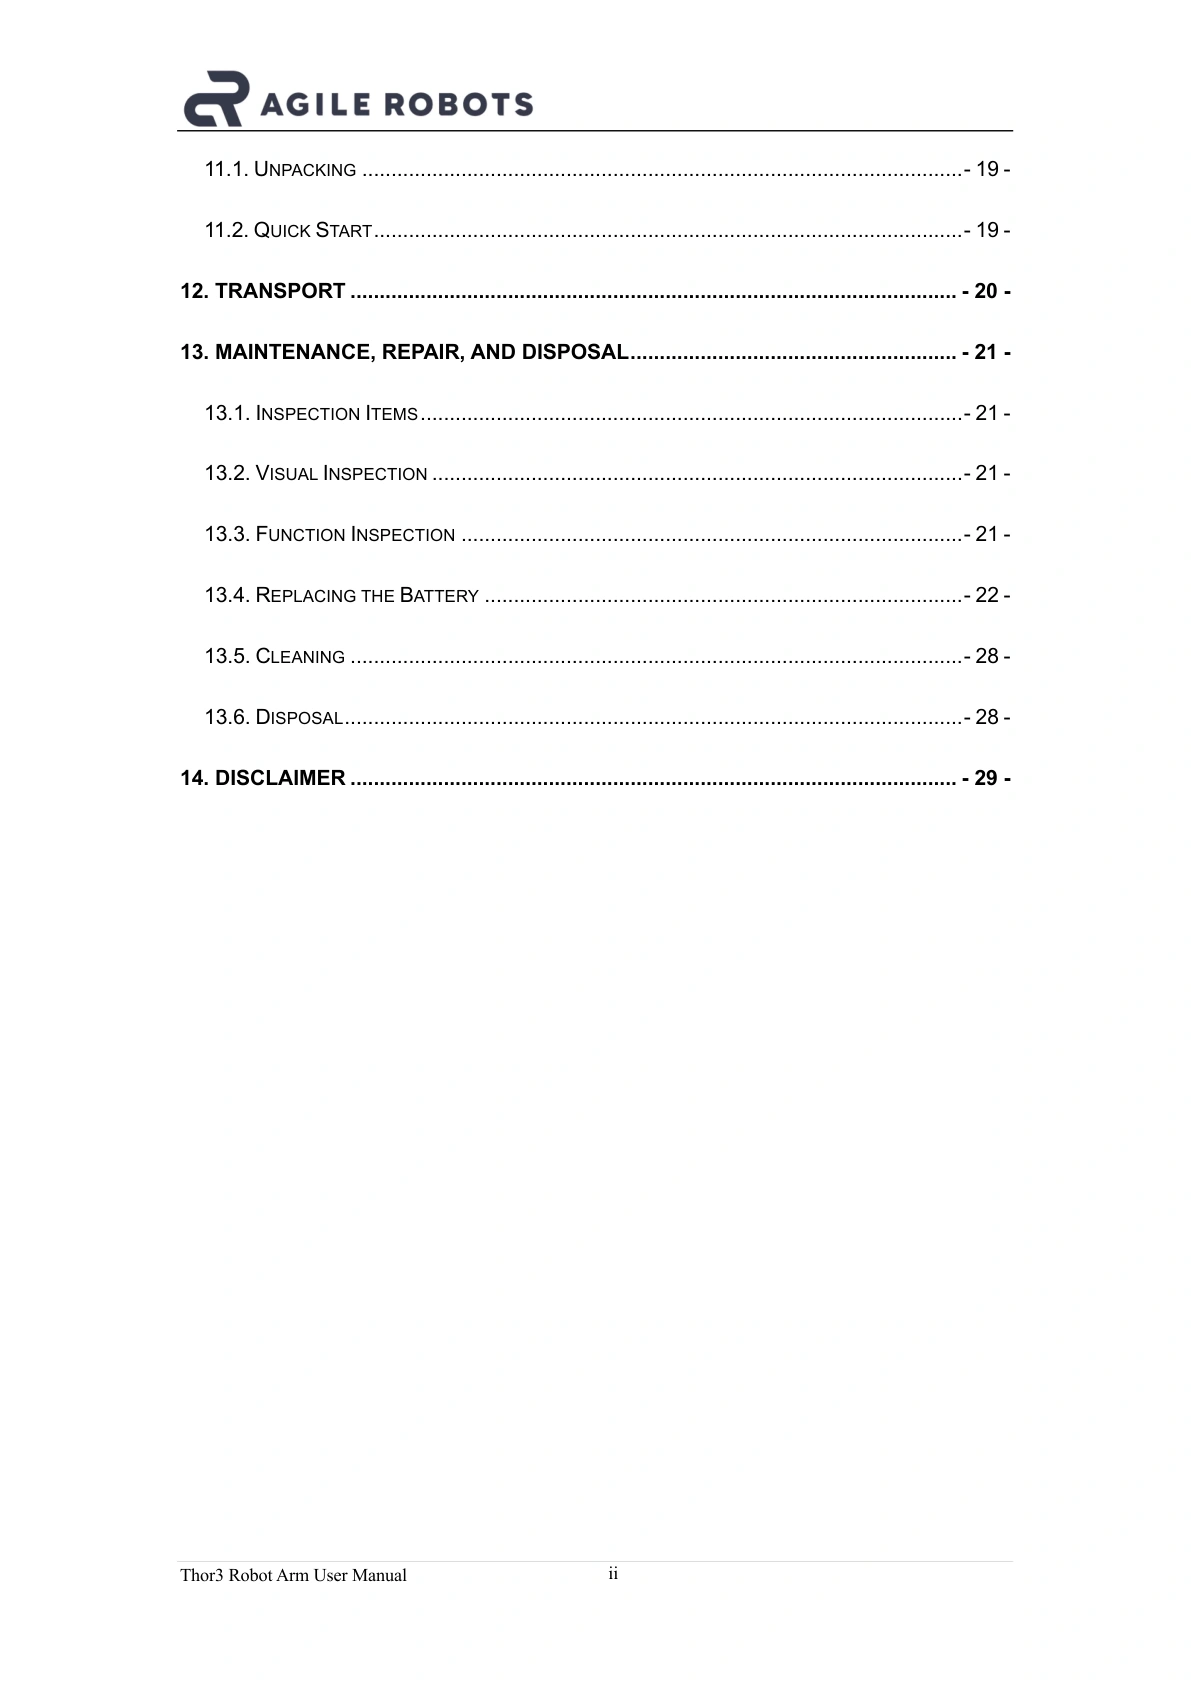 AGILE ROBOTS
11.1. UNPACKING ........................................................................................................- 19 -
11.2. QUICK START.....................................................................................................- 19 -
12. TRANSPORT ........................................................................................................ - 20 -
13. MAINTENANCE, REPAIR, AND DISPOSAL........................................................ - 21 -
13.1. INSPECTION ITEMS.............................................................................................- 21 -
13.2. VISUAL INSPECTION ...........................................................................................- 21 -
13.3. FUNCTION INSPECTION ......................................................................................- 21 -
13.4. REPLACING THE BATTERY ..................................................................................- 22 -
13.5. CLEANING .........................................................................................................- 28 -
13.6. DISPOSAL..........................................................................................................- 28 -
14. DISCLAIMER ........................................................................................................ - 29 -
Thor3 Robot Arm User Manual ii